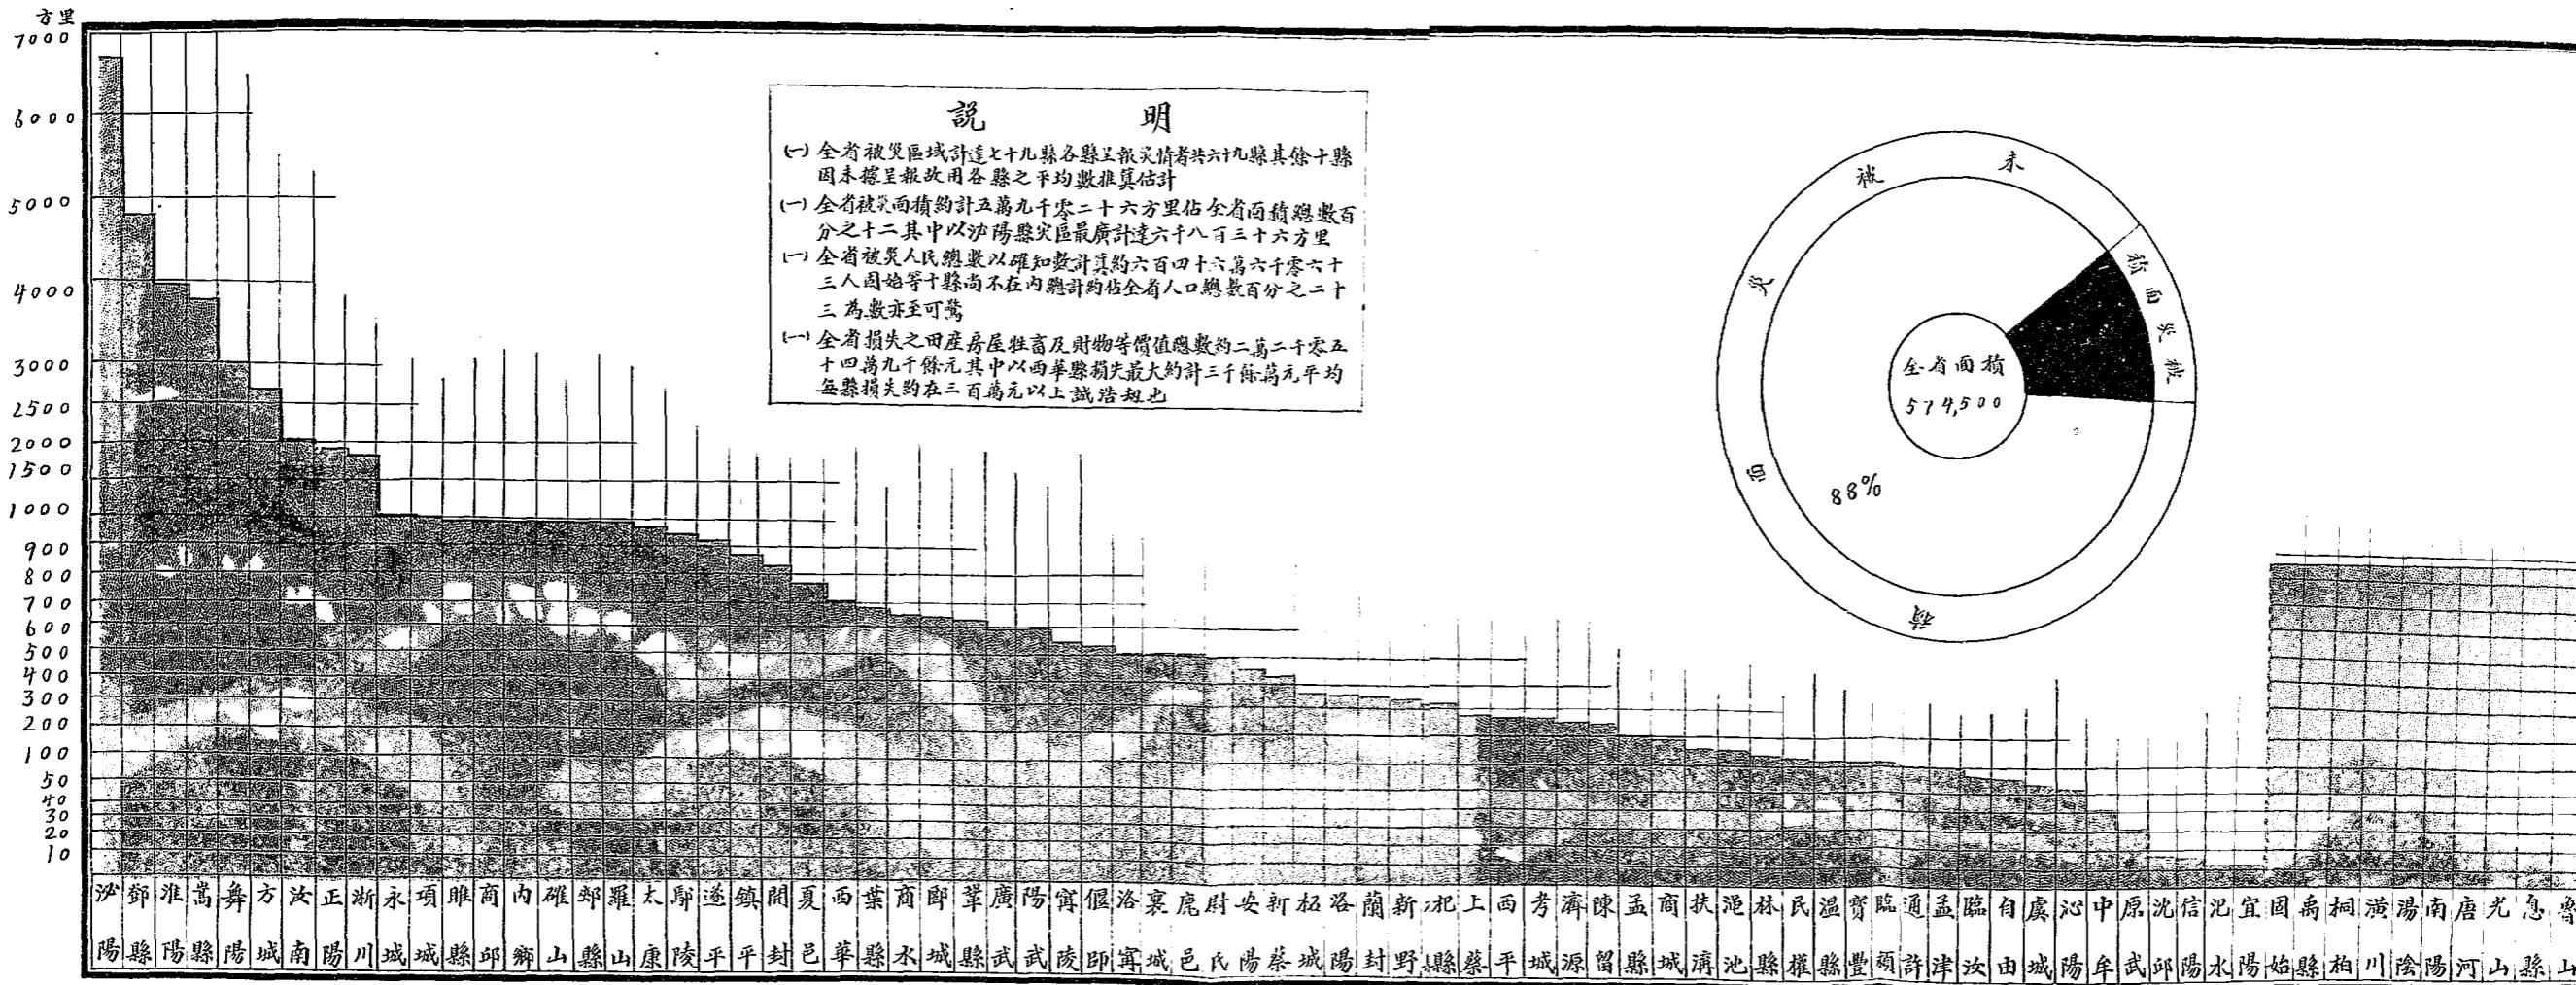 方里
7000
6000
5000
4000
3000
2500
2000
1500
1000
900
800
700
600
500
400
300
200
100
50
40
30
20
10
説明
(一) 全省被災區域計達七十九縣各縣呈報災情者共六十九縣其餘十縣
因未據呈報故用各縣之平均數推算估計
(一) 全省被災面積約計五萬九千零二十六方里佔全省面積總數百
分之十二其中以泌陽縣災區最廣計達六千八百三十六方里
(一) 全省被災人民總數以確知數計算約六百四十六萬六千零六十
三人固始等十縣尚不在內總計約佔全省人口總數百分之二十
三為數亦至可驚
(一) 全省損失之田產房屋牲畜及財物等價值總數約二萬二千零五
十四萬九千餘元其中以西華縣損失最大約計三千餘萬元平均
每縣損失約在三百萬元以上誠浩劫也
未被災面積
被災面積
全省面積
574,500
88%
泌陽
鄧縣
淮陽
嵩縣
舞陽
方城
汝南
正陽
淅川
永城
項城
睢縣
商邱
內鄉
確山
郟縣
羅山
太康
鄢陵
遂平
鎮平
開封
夏邑
西華
葉縣
商水
郾城
鞏縣
廣武
陽武
寗陵
偃師
洛寗
襄城
鹿邑
尉氏
安陽
新蔡
柘城
洛陽
蘭封
新野
杞縣
上蔡
西平
考城
濟源
陳留
孟縣
商城
扶溝
澠池
林縣
民權
溫縣
寶豐
臨潁
通許
孟津
臨汝
自由
虞城
沁陽
中牟
原武
沈邱
信陽
汜水
宜陽
固始
禹縣
桐柏
潢川
湯陰
南陽
唐河
光山
息縣
魯山